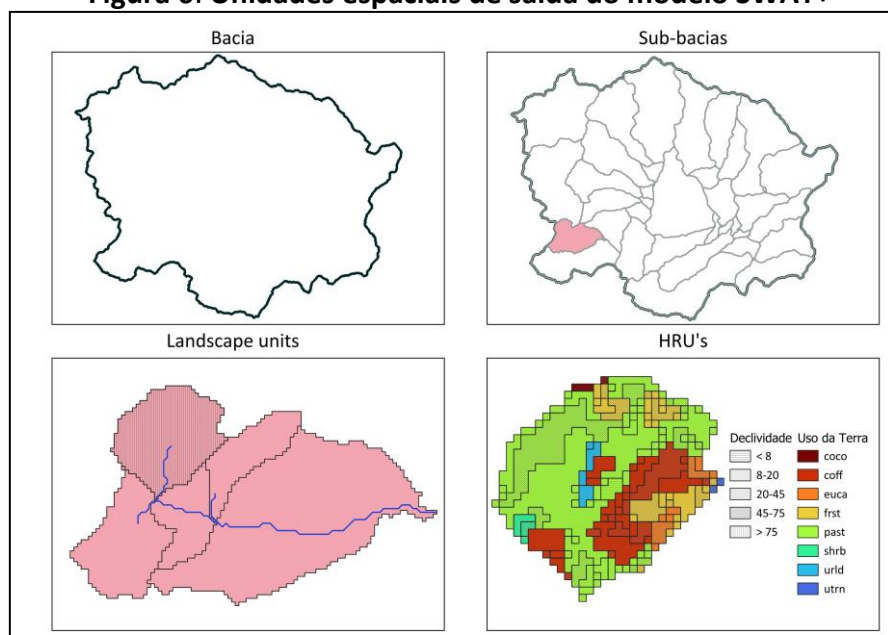 Figura 6. Unidades espaciais de saída do modelo SWAT+
Bacia
Sub-bacias
Landscape units
HRU's
Declividade Uso da Terra
< 8 coco
8-20 coff
20-45 euca
45-75 frst
> 75 past
shrb
urld
utrn